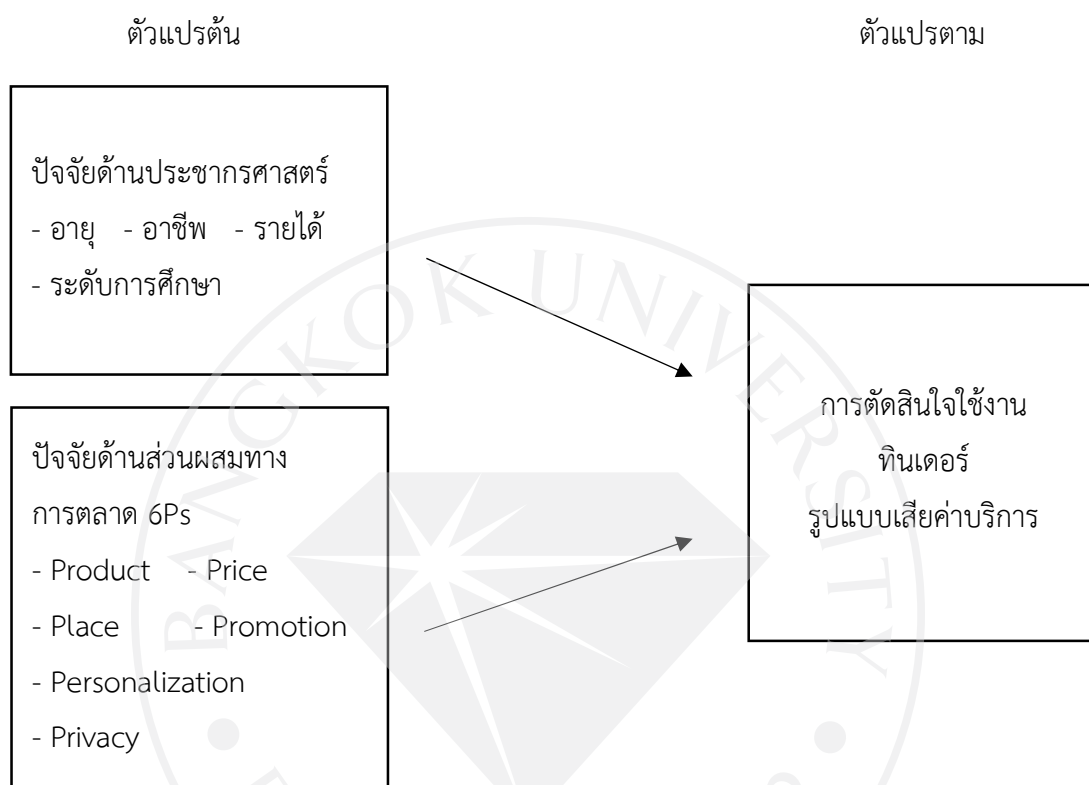 ตัวแปรต้น
ตัวแปรตาม
ปัจจัยด้านประชากรศาสตร์
- อายุ - อาชีพ - รายได้
- ระดับการศึกษา
ปัจจัยด้านส่วนผสมทาง
การตลาด 6Ps
- Product - Price
- Place - Promotion
- Personalization
- Privacy
การตัดสินใจใช้งาน
ทินเดอร์
รูปแบบเสียค่าบริการ
BANGKOK UNIVERSITY